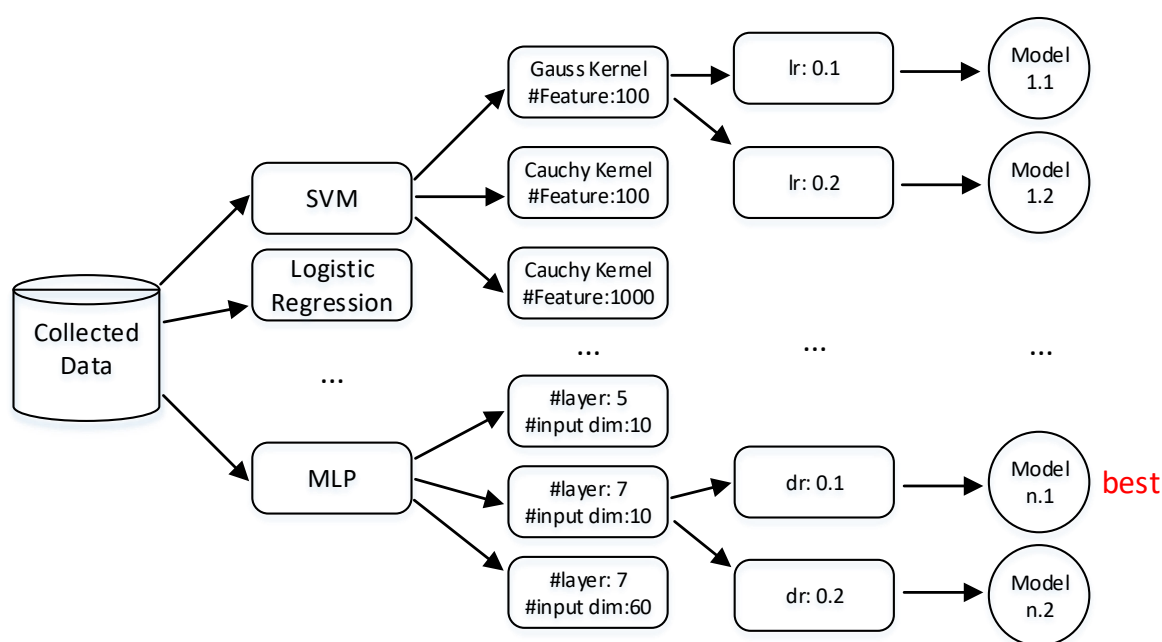 Gauss Kernel
#Feature:100
lr: 0.1
Model
1.1
Cauchy Kernel
#Feature:100
lr: 0.2
Model
1.2
SVM
Logistic
Regression
Cauchy Kernel
#Feature:1000
Collected
Data
...
...
...
...
#layer: 5
#input dim:10
MLP
#layer: 7
#input dim:10
dr: 0.1
Model
n.1
best
#layer: 7
#input dim:60
dr: 0.2
Model
n.2